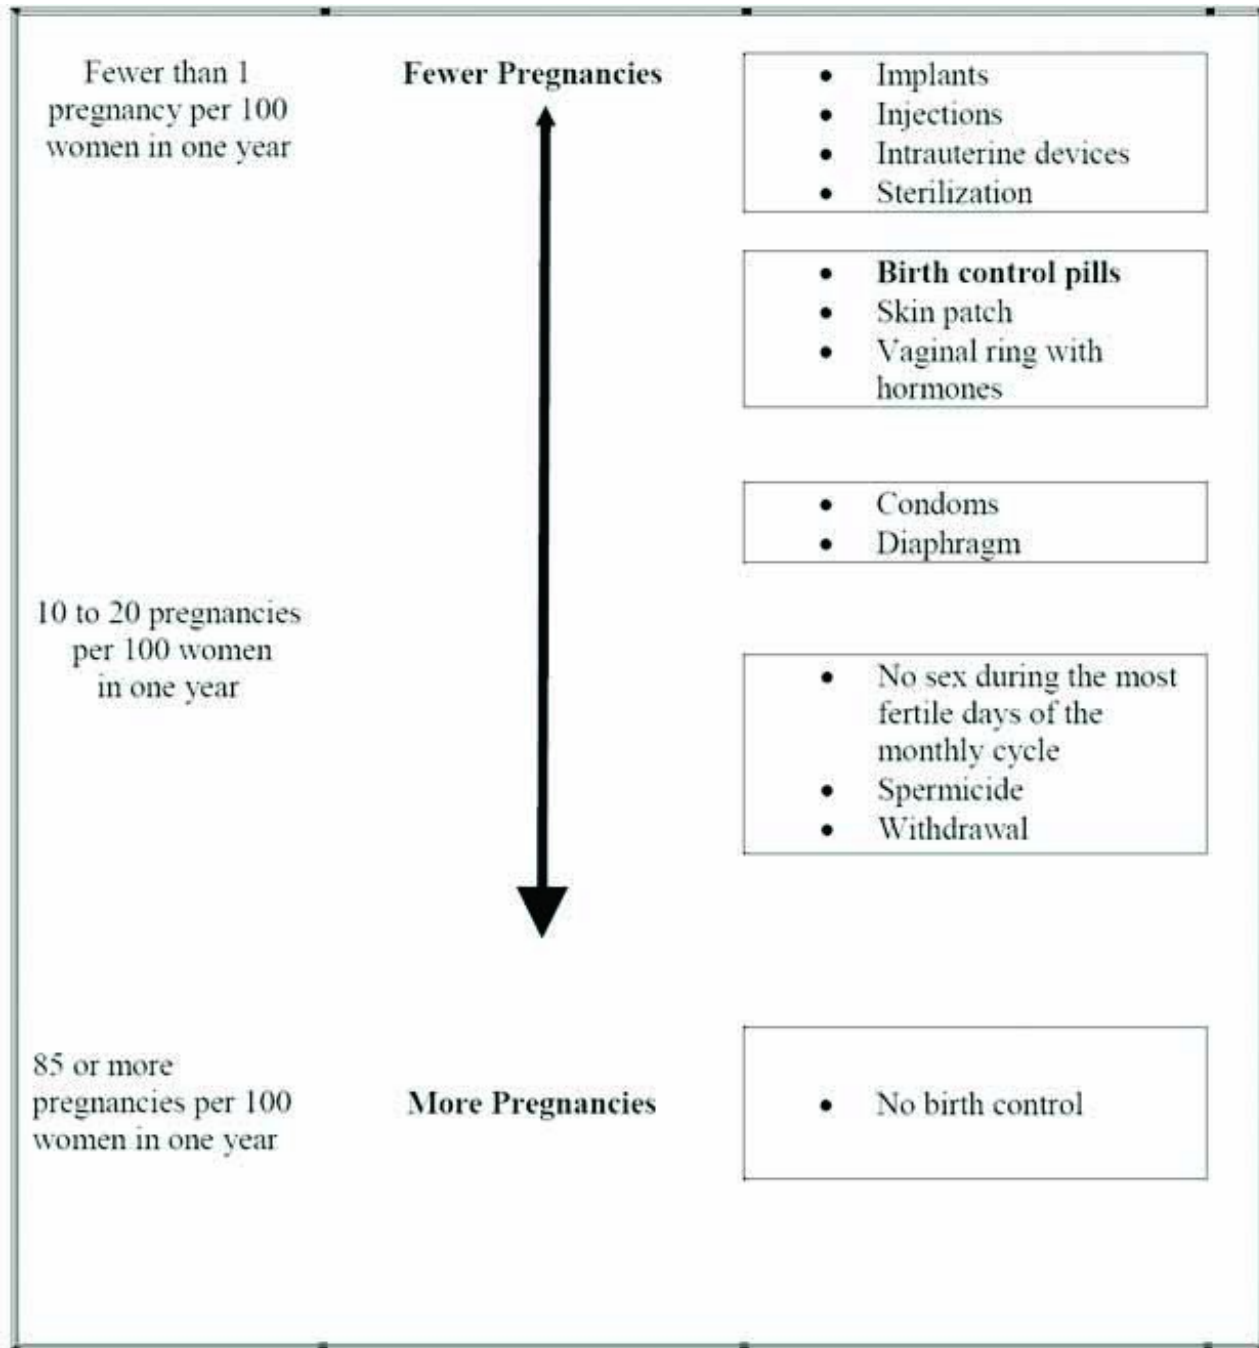 Fewer than 1
pregnancy per 100
women in one year
Fewer Pregnancies
• Implants
• Injections
• Intrauterine devices
• Sterilization
• Birth control pills
• Skin patch
• Vaginal ring with
hormones
• Condoms
• Diaphragm
10 to 20 pregnancies
per 100 women
in one year
• No sex during the most
fertile days of the
monthly cycle
• Spermicide
• Withdrawal
85 or more
pregnancies per 100
women in one year
More Pregnancies
• No birth control